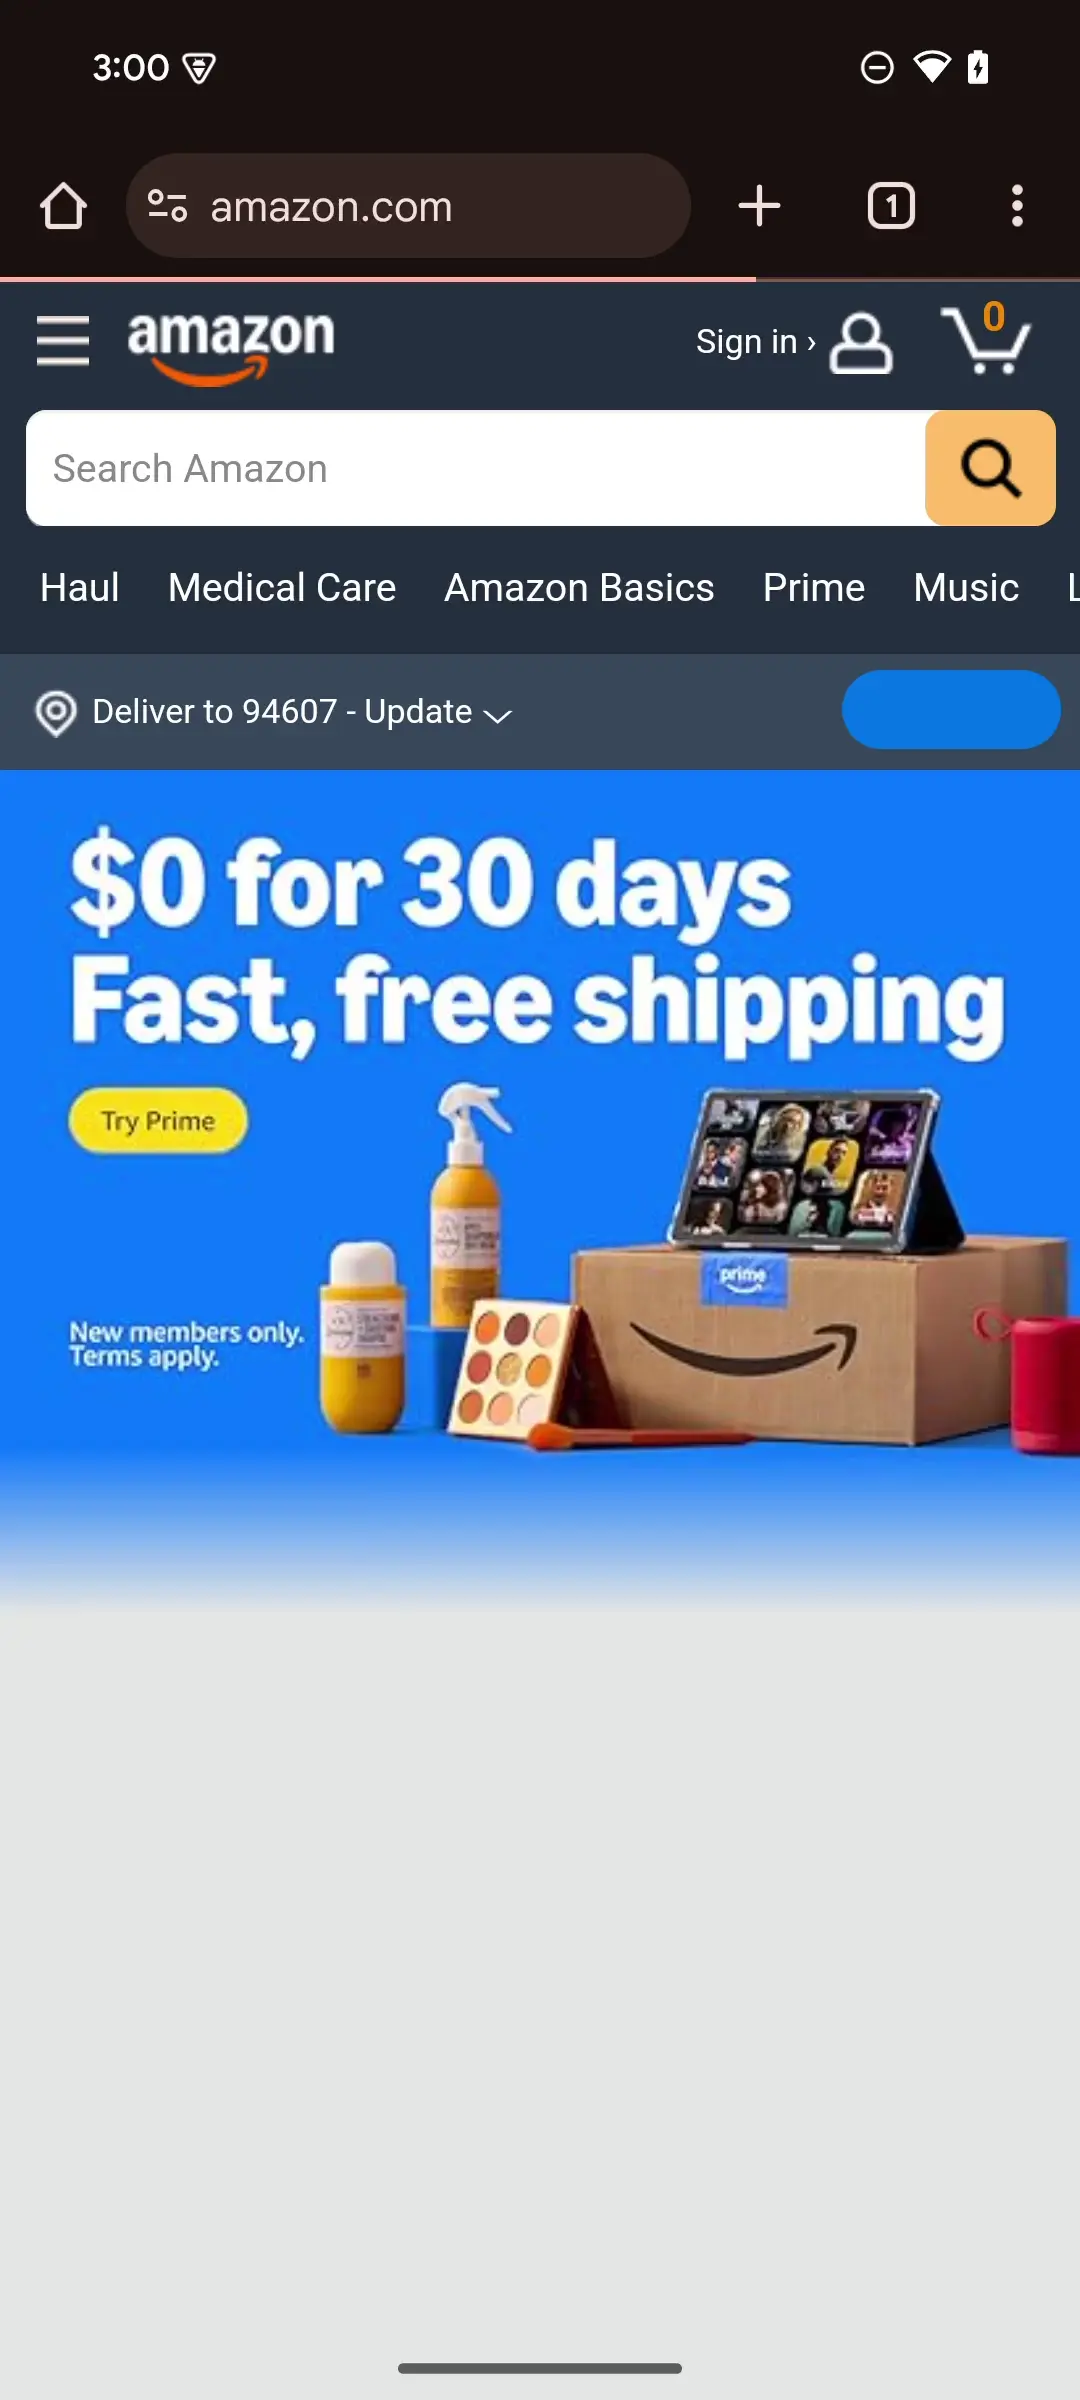 3:00
amazon.com
1
amazon
Sign in ›
0
Search Amazon
Haul Medical Care Amazon Basics Prime Music L
Deliver to 94607 - Update
$0 for 30 days
Fast, free shipping
Try Prime
prime
New members only.
Terms apply.